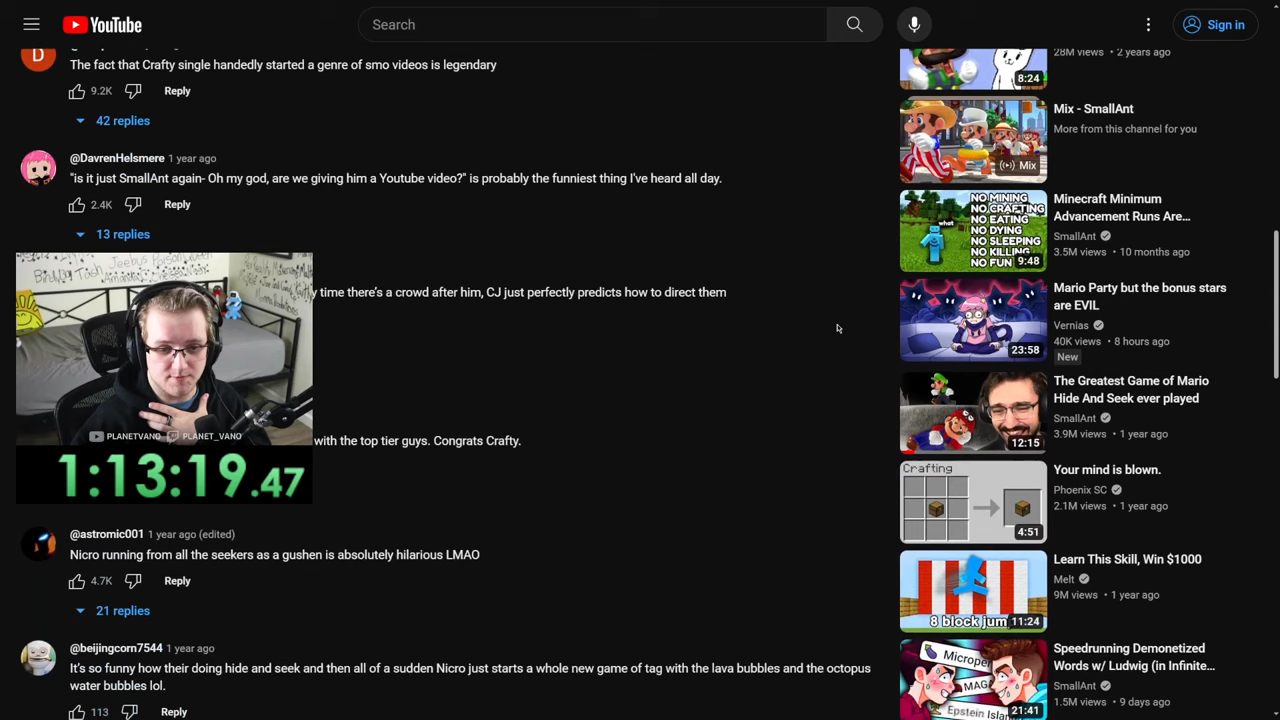 YouTube
Search
Sign in
The fact that Crafty single handedly started a genre of smo videos is legendary
9.2K
Reply
42 replies
@DavrenHelsmere 1 year ago
"is it just SmallAnt again- Oh my god, are we giving him a Youtube video?" is probably the funniest thing I've heard all day.
2.4K
Reply
13 replies
time there's a crowd after him, CJ just perfectly predicts how to direct them
with the top tier guys. Congrats Crafty.
PLANETVANO PLANET_VANO
1:13:19.47
@astromic001 1 year ago (edited)
Nicro running from all the seekers as a gushen is absolutely hilarious LMAO
4.7K
Reply
21 replies
@beijingcorn7544 1 year ago
It's so funny how their doing hide and seek and then all of a sudden Nicro just starts a whole new game of tag with the lava bubbles and the octopus
water bubbles lol.
113
Reply
28M views • 2 years ago
8:24
Mix - SmallAnt
More from this channel for you
Mix
NO MINING
NO CRAFTING
NO EATING
NO DYING
NO SLEEPING
NO KILLING
NO FUN
what
9:48
Minecraft Minimum
Advancement Runs Are…
SmallAnt
3.5M views • 10 months ago
Mario Party but the bonus stars
are EVIL
Vernias
40K views • 8 hours ago
New
23:58
The Greatest Game of Mario
Hide And Seek ever played
SmallAnt
3.9M views • 1 year ago
12:15
Crafting
4:51
Your mind is blown.
Phoenix SC
2.1M views • 1 year ago
Learn This Skill, Win $1000
Melt
9M views • 1 year ago
8 block jum
11:24
Speedrunning Demonetized
Words w/ Ludwig (in Infinite…
SmallAnt
1.5M views • 9 days ago
Microper
MAG
Epstein Islan
21:41